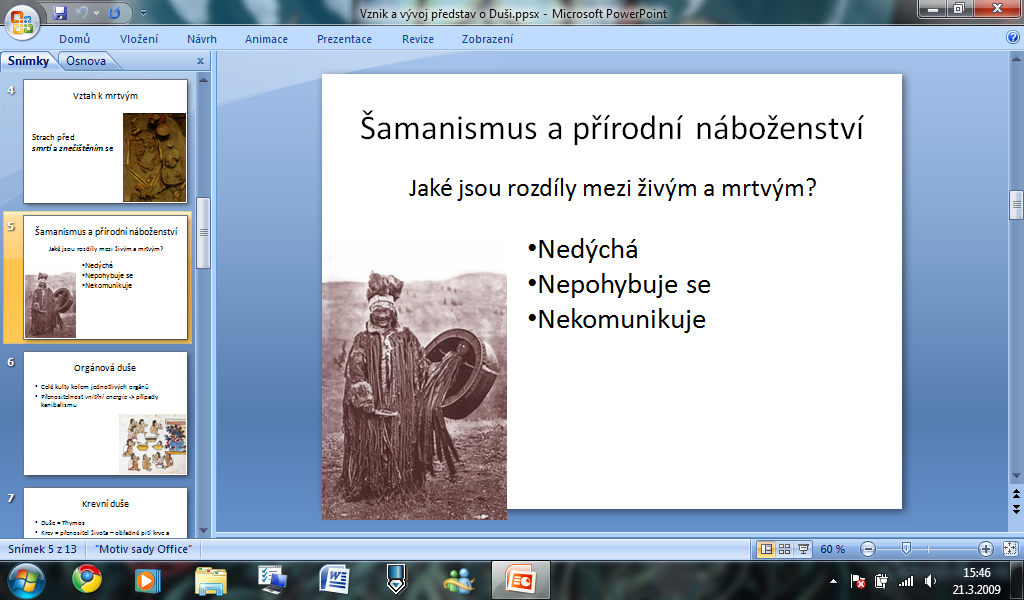 Vznik a vývoj představ o Duši.ppsx - Microsoft PowerPoint
Domů Vložení Návrh Animace Prezentace Revize Zobrazení
Snímky Osnova x
4
Vztah k mrtvým
Strach před
smrtí a znečištěním se
5
Šamanismus a přírodní náboženství
Jaké jsou rozdíly mezi živým a mrtvým?
•Nedýchá
•Nepohybuje se
•Nekomunikuje
6
Orgánová duše
• Celé kulty kolem jednotlivých orgánů
• Přenositelnost vnitřní energie -> případy
kanibalismu
7
Krevní duše
• Duše = Thymos
• Krev = přenositel života – obřadné pití krve a
Šamanismus a přírodní náboženství
Jaké jsou rozdíly mezi živým a mrtvým?
•Nedýchá
•Nepohybuje se
•Nekomunikuje
Snímek 5 z 13 "Motiv sady Office" 60 %
15:46
21.3.2009